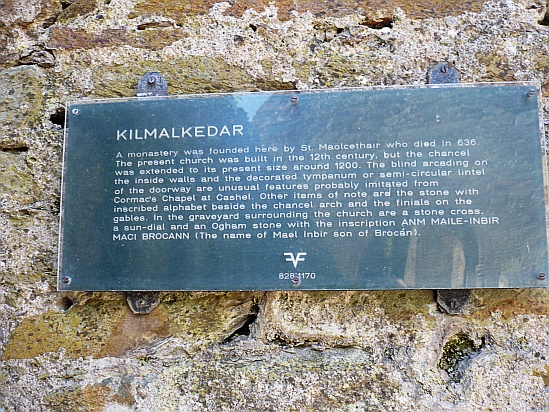 KILMALKEDAR
A monastery was founded here by St. Maolcethair who died in 636.
The present church was built in the 12th century, but the chancel
was extended to its present size around 1200. The blind arcading on
the inside walls and the decorated tympanum or semi-circular lintel
of the doorway are unusual features probably imitated from
Cormac's Chapel at Cashel. Other items of note are the stone with
inscribed alphabet beside the chancel arch and the finials on the
gables. In the graveyard surrounding the church are a stone cross,
a sun-dial and an Ogham stone with the inscription ANM MAILE-INBIR
MACI BROCANN (The name of Mael Inbir son of Brocán).